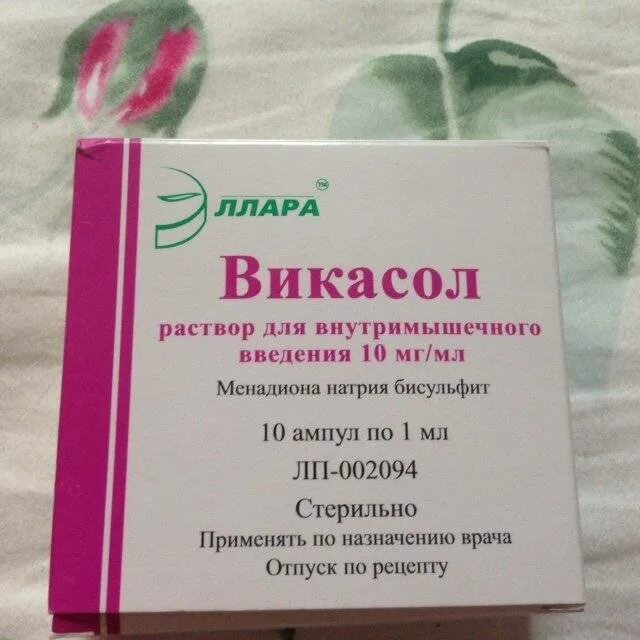 ЭЛЛАРА™
Викасол
раствор для внутримышечного
введения 10 мг/мл
Менадиона натрия бисульфит
10 ампул по 1 мл
ЛП-002094
Стерильно
Применять по назначению врача
Отпуск по рецепту